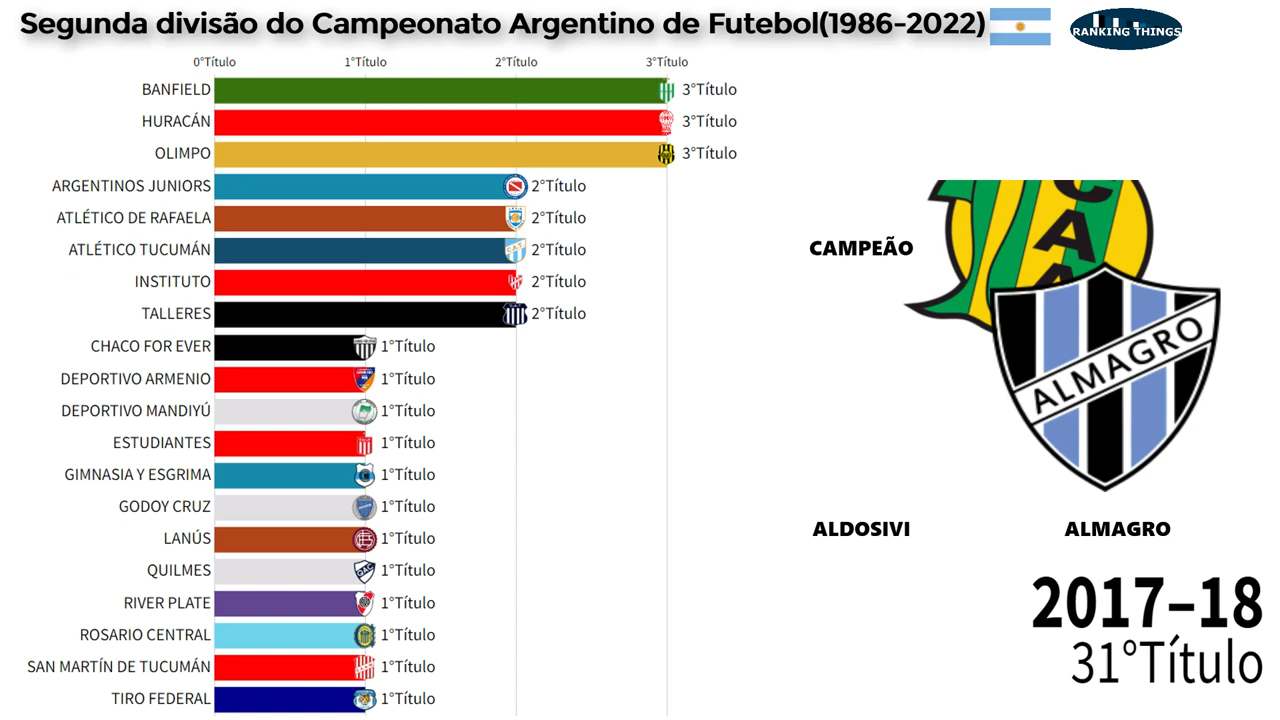 Segunda divisão do Campeonato Argentino de Futebol(1986–2022)
RANKING THINGS
0°Título 1°Título 2°Título 3°Título
BANFIELD 3°Título
HURACÁN 3°Título
OLIMPO 3°Título
ARGENTINOS JUNIORS 2°Título
ATLÉTICO DE RAFAELA 2°Título
ATLÉTICO TUCUMÁN 2°Título
INSTITUTO 2°Título
TALLERES 2°Título
CHACO FOR EVER 1°Título
DEPORTIVO ARMENIO 1°Título
DEPORTIVO MANDIYÚ 1°Título
ESTUDIANTES 1°Título
GIMNASIA Y ESGRIMA 1°Título
GODOY CRUZ 1°Título
LANÚS 1°Título
QUILMES 1°Título
RIVER PLATE 1°Título
ROSARIO CENTRAL 1°Título
SAN MARTÍN DE TUCUMÁN 1°Título
TIRO FEDERAL 1°Título
CAMPEÃO
CAA
ALMAGRO
ALDOSIVI ALMAGRO
2017–18
31°Título